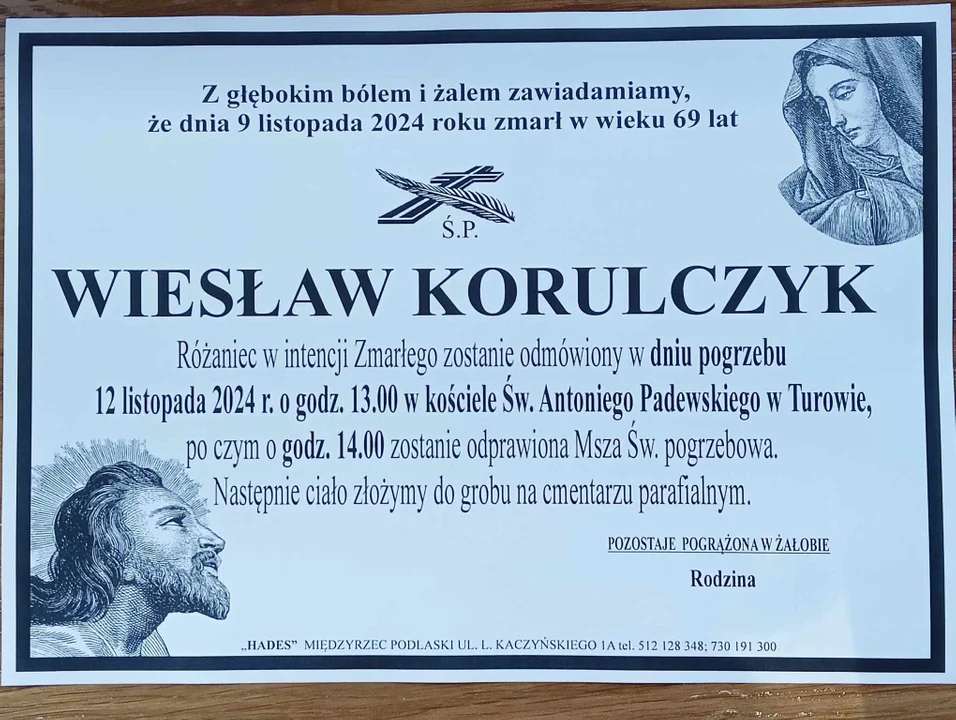 Z głębokim bólem i żalem zawiadamiamy,
że dnia 9 listopada 2024 roku zmarł w wieku 69 lat
Ś.P.
WIESŁAW KORULCZYK
Różaniec w intencji Zmarłego zostanie odmówiony w dniu pogrzebu
12 listopada 2024 r. o godz. 13.00 w kościele Św. Antoniego Padewskiego w Turowie,
po czym o godz. 14.00 zostanie odprawiona Msza Św. pogrzebowa.
Następnie ciało złożymy do grobu na cmentarzu parafialnym.
POZOSTAJE POGRĄŻONA W ŻAŁOBIE
Rodzina
„HADES” MIĘDZYRZEC PODLASKI UL. L. KACZYŃSKIEGO 1A tel. 512 128 348; 730 191 300